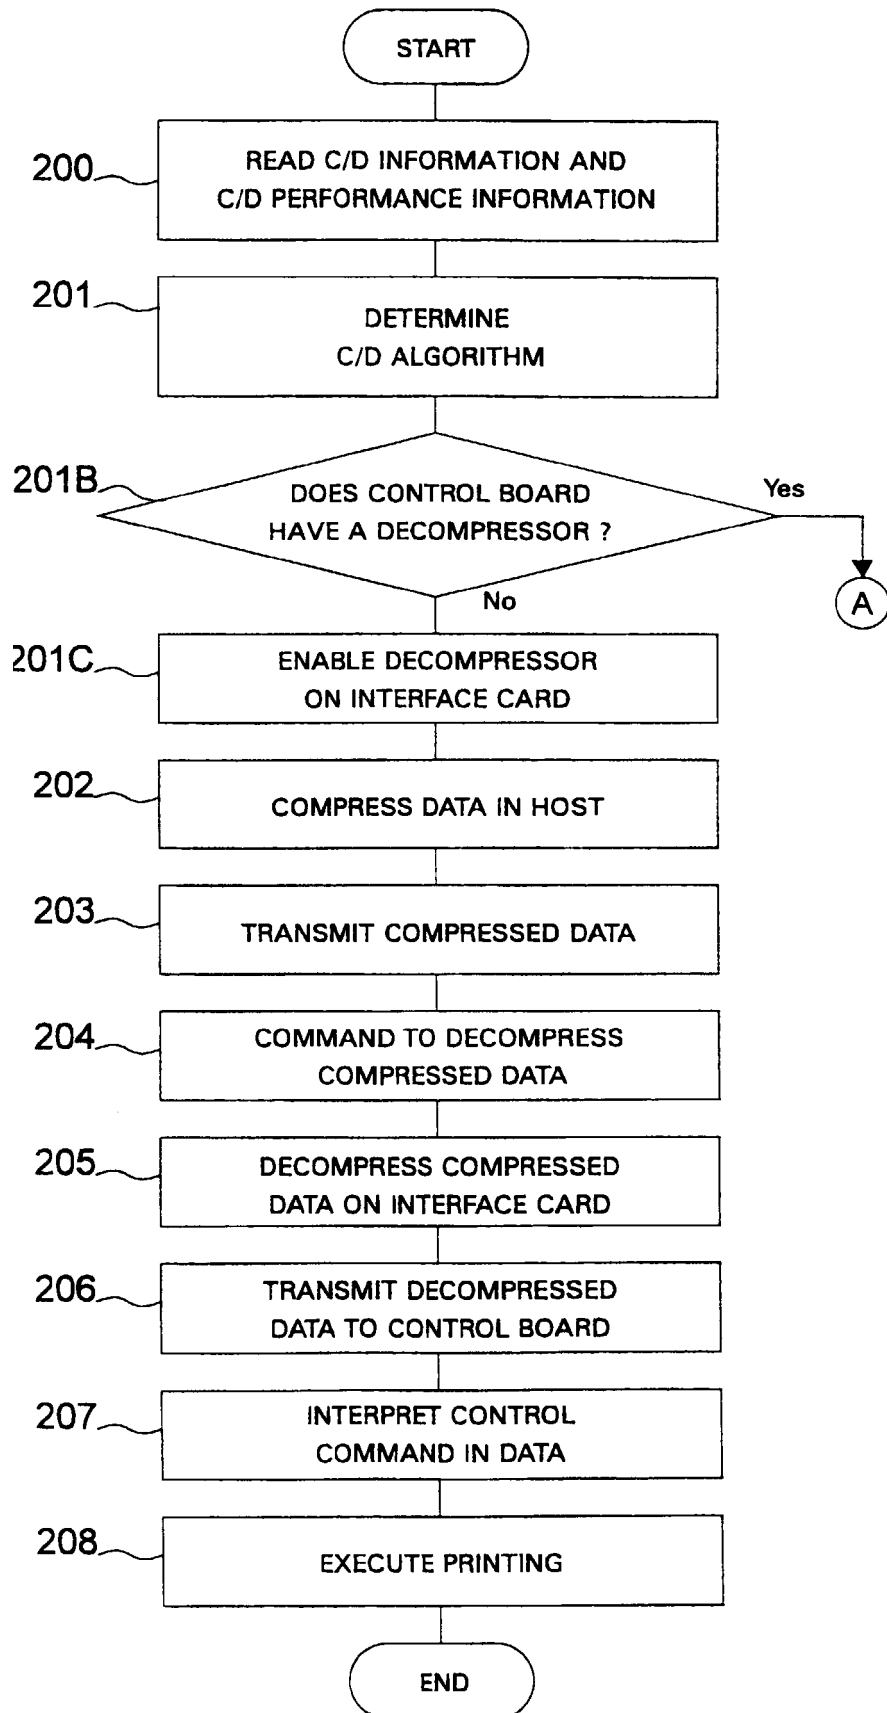 START
200
READ C/D INFORMATION AND
C/D PERFORMANCE INFORMATION
201
DETERMINE
C/D ALGORITHM
201B
DOES CONTROL BOARD
HAVE A DECOMPRESSOR ?
Yes
A
No
201C
ENABLE DECOMPRESSOR
ON INTERFACE CARD
202
COMPRESS DATA IN HOST
203
TRANSMIT COMPRESSED DATA
204
COMMAND TO DECOMPRESS
COMPRESSED DATA
205
DECOMPRESS COMPRESSED
DATA ON INTERFACE CARD
206
TRANSMIT DECOMPRESSED
DATA TO CONTROL BOARD
207
INTERPRET CONTROL
COMMAND IN DATA
208
EXECUTE PRINTING
END